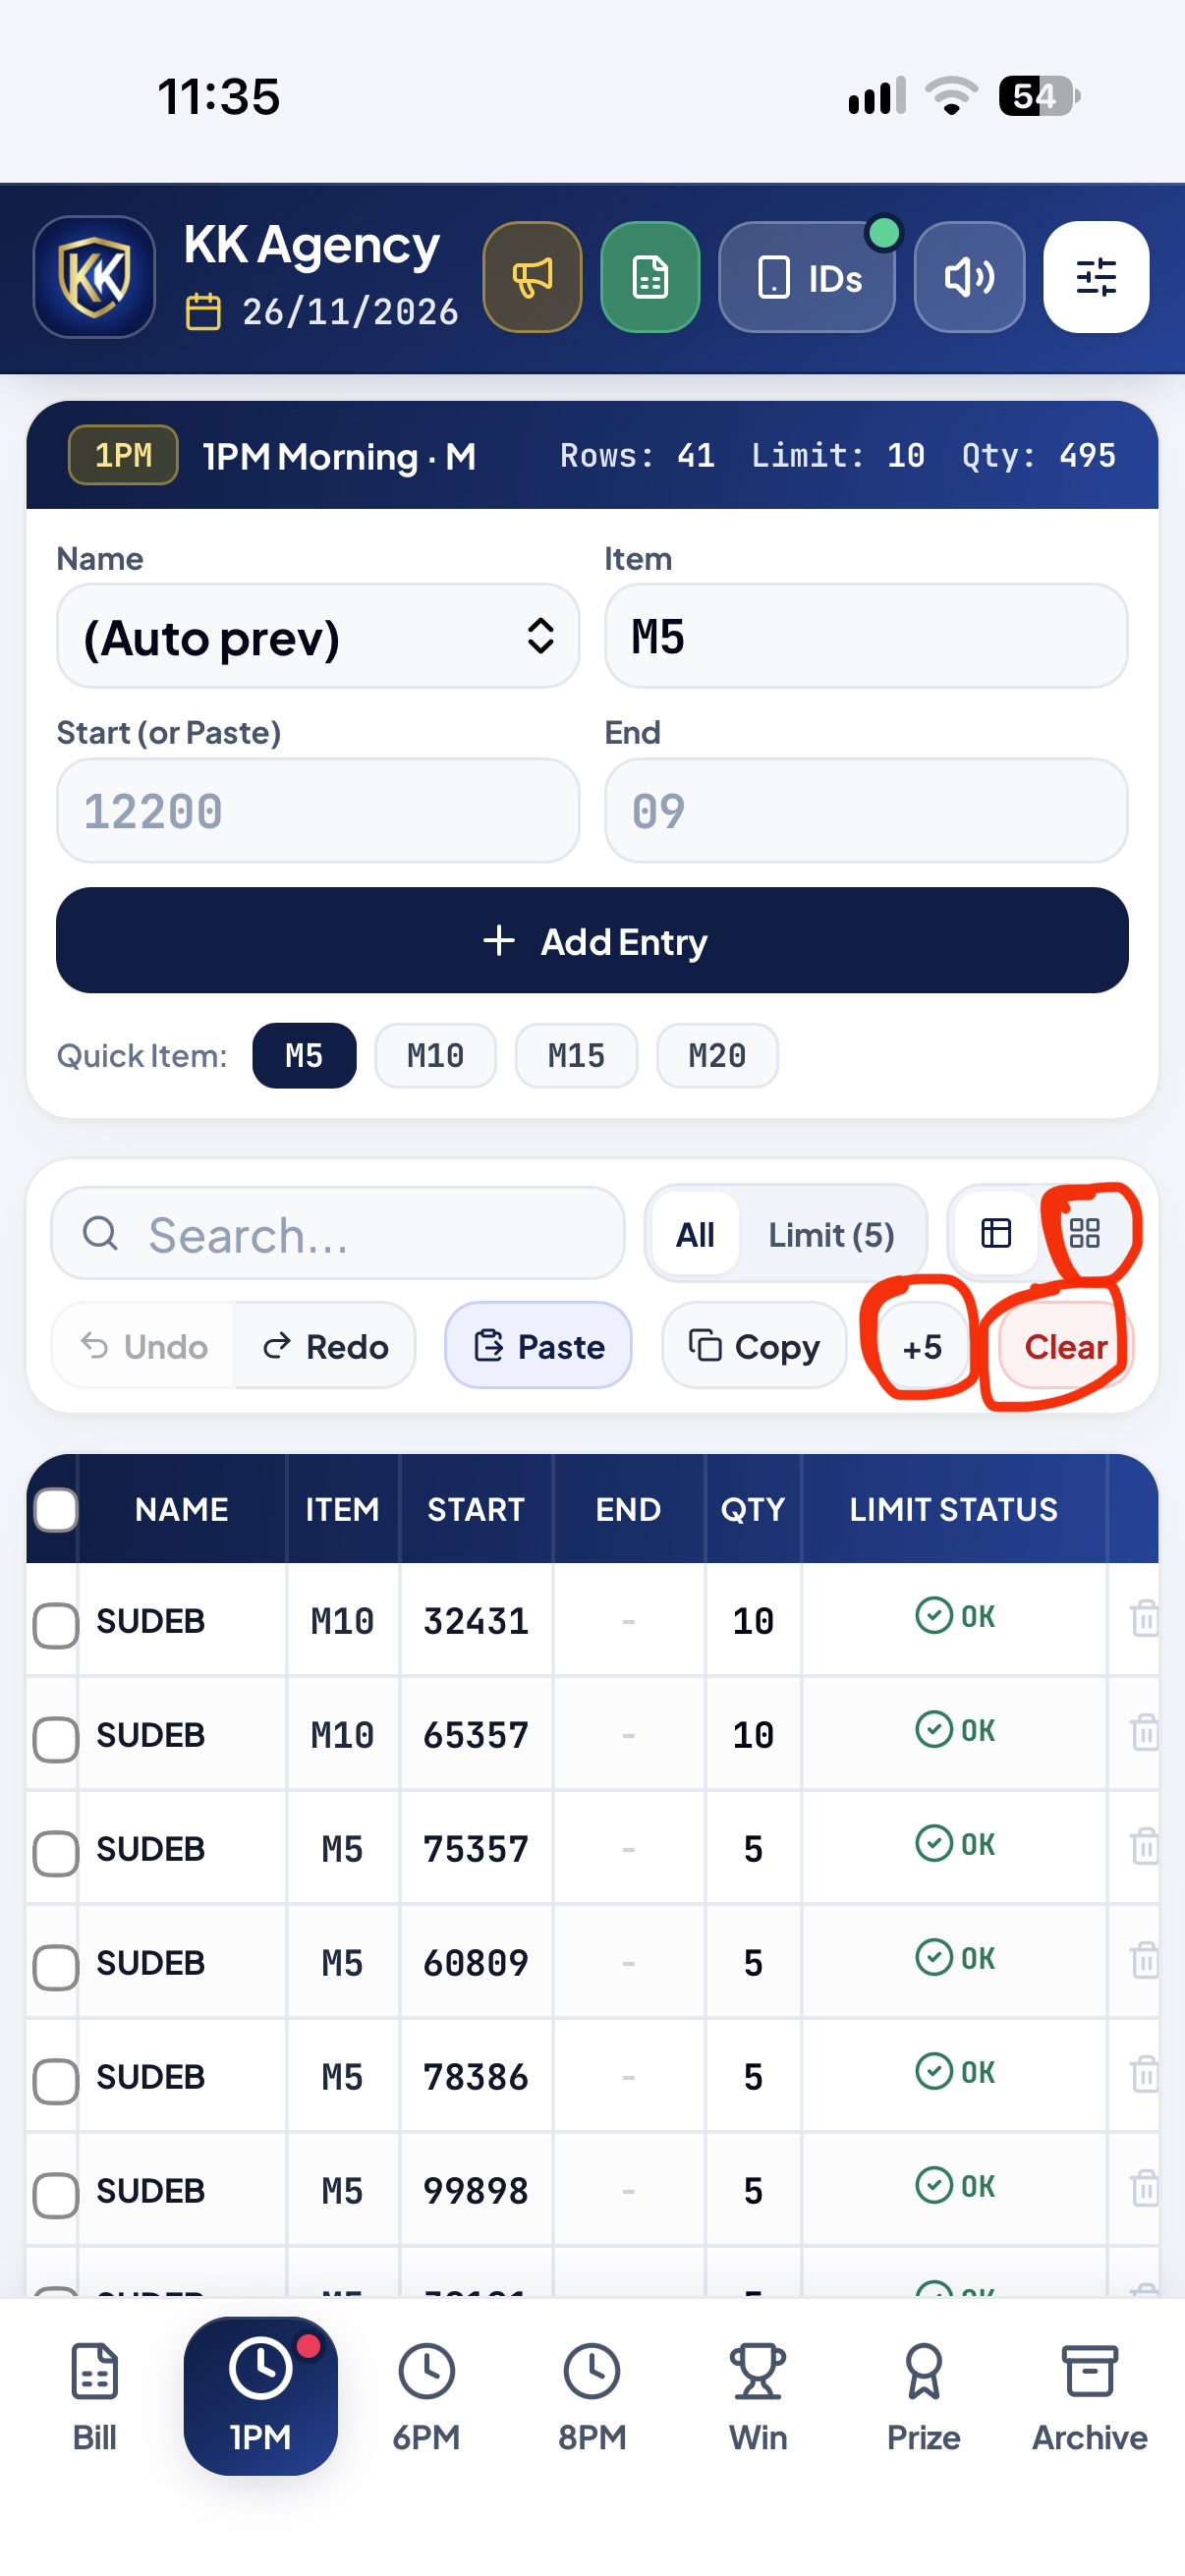 11:35
54
KK
KK Agency
26/11/2026
IDs
1PM 1PM Morning · M Rows: 41 Limit: 10 Qty: 495
Name Item
(Auto prev) M5
Start (or Paste) End
12200 09
+ Add Entry
Quick Item: M5 M10 M15 M20
Search... All Limit (5)
Undo Redo Paste Copy +5 Clear
NAME ITEM START END QTY LIMIT STATUS
SUDEB M10 32431 - 10 OK
SUDEB M10 65357 - 10 OK
SUDEB M5 75357 - 5 OK
SUDEB M5 60809 - 5 OK
SUDEB M5 78386 - 5 OK
SUDEB M5 99898 - 5 OK
Bill 1PM 6PM 8PM Win Prize Archive